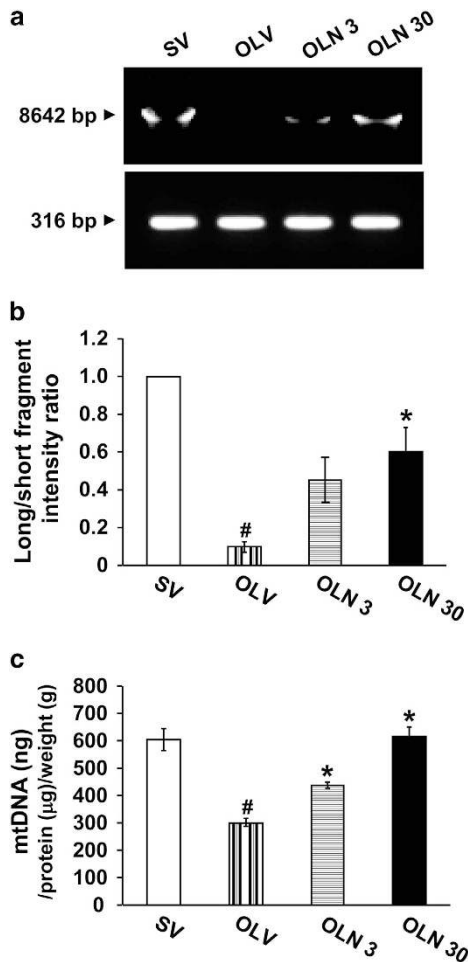 a
SV OLV OLN 3 OLN 30
8642 bp
316 bp
b
Long/short fragment
intensity ratio
1.2
1.0
0.8
0.6
0.4
0.2
0
#
*
SV OLV OLN 3 OLN 30
c
mtDNA (ng)
/protein (µg)/weight (g)
800
700
600
500
400
300
200
100
0
#
*
*
SV OLV OLN 3 OLN 30